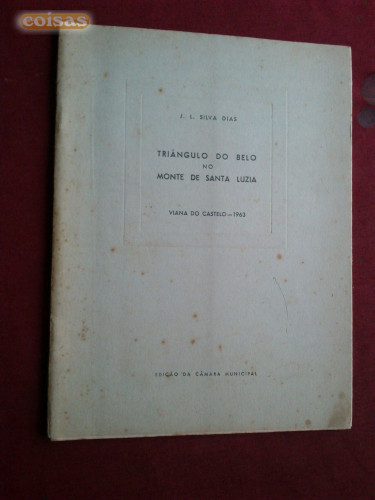 coisas
J. L. SILVA DIAS
TRIÂNGULO DO BELO
NO
MONTE DE SANTA LUZIA
VIANA DO CASTELO—1963
EDIÇÃO DA CÂMARA MUNICIPAL